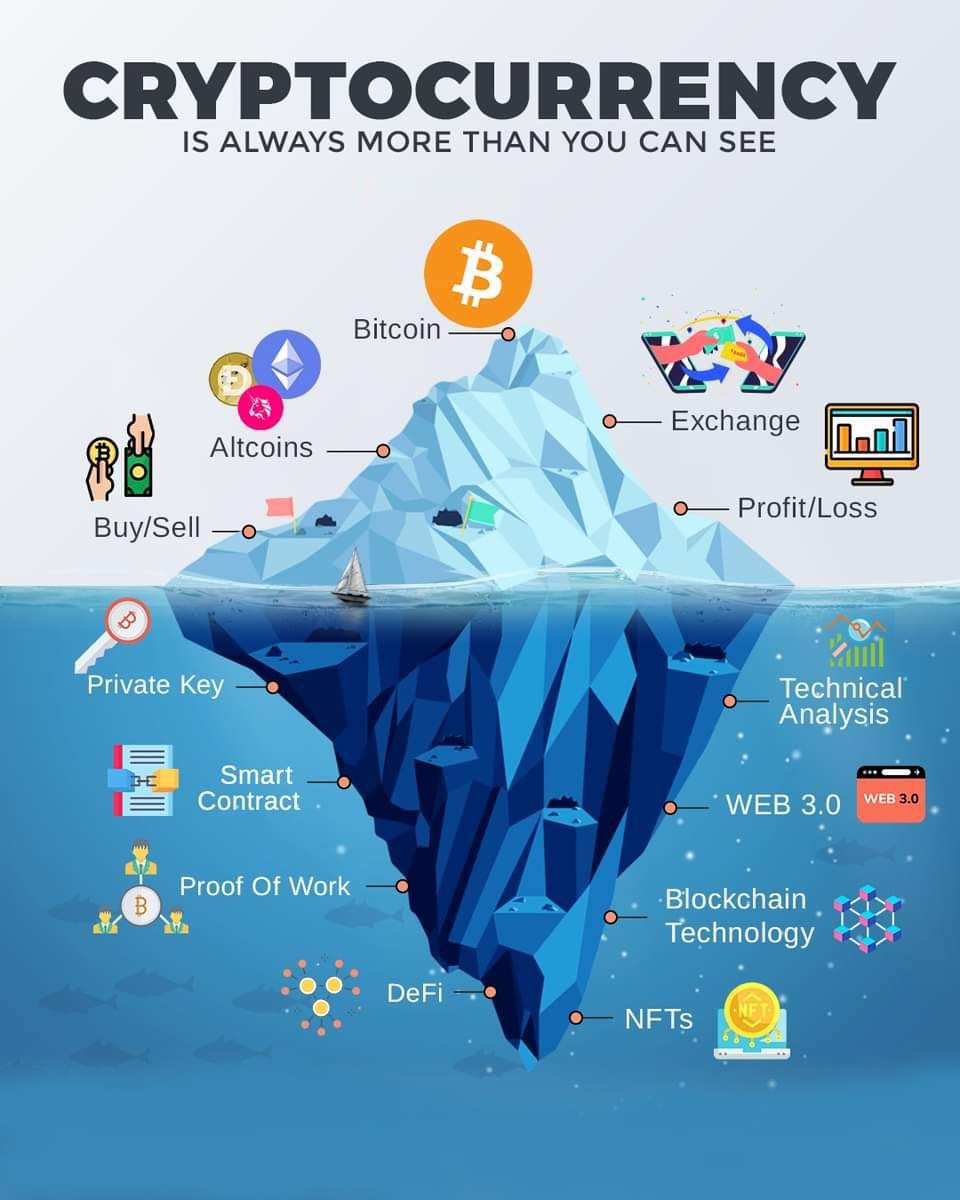 CRYPTOCURRENCY
IS ALWAYS MORE THAN YOU CAN SEE
Bitcoin
Altcoins
Exchange
Buy/Sell
Profit/Loss
Private Key
Technical
Analysis
Smart
Contract
WEB 3.0
WEB 3.0
Proof Of Work
Blockchain
Technology
DeFi
NFTs
NFT